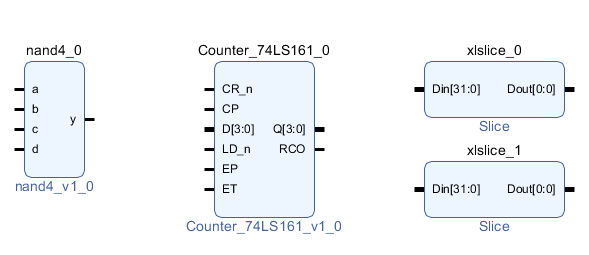 nand4_0
a
b
c
d
y
nand4_v1_0
Counter_74LS161_0
CR_n
CP
D[3:0] Q[3:0]
LD_n RCO
EP
ET
Counter_74LS161_v1_0
xlslice_0
Din[31:0] Dout[0:0]
Slice
xlslice_1
Din[31:0] Dout[0:0]
Slice